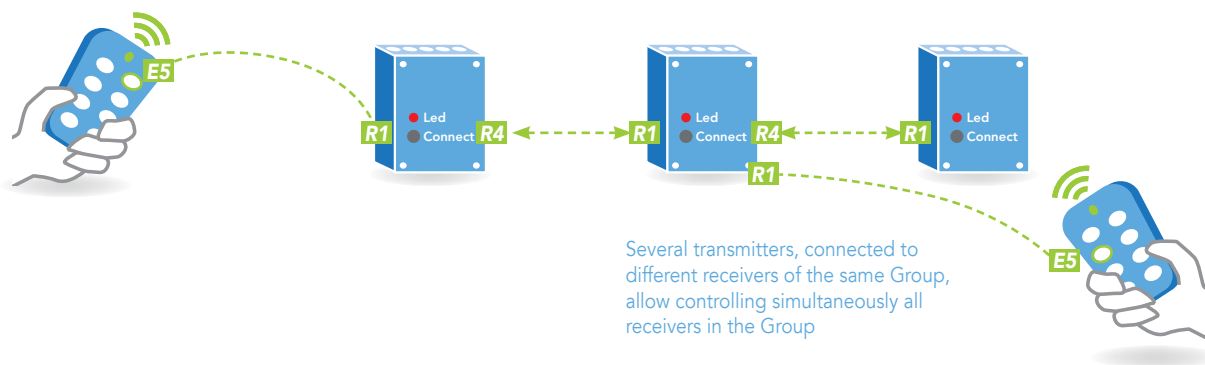 E5
R1
Led
Connect
R4
R1
Led
Connect
R4
R1
R1
Led
Connect
E5
Several transmitters, connected to
different receivers of the same Group,
allow controlling simultaneously all
receivers in the Group